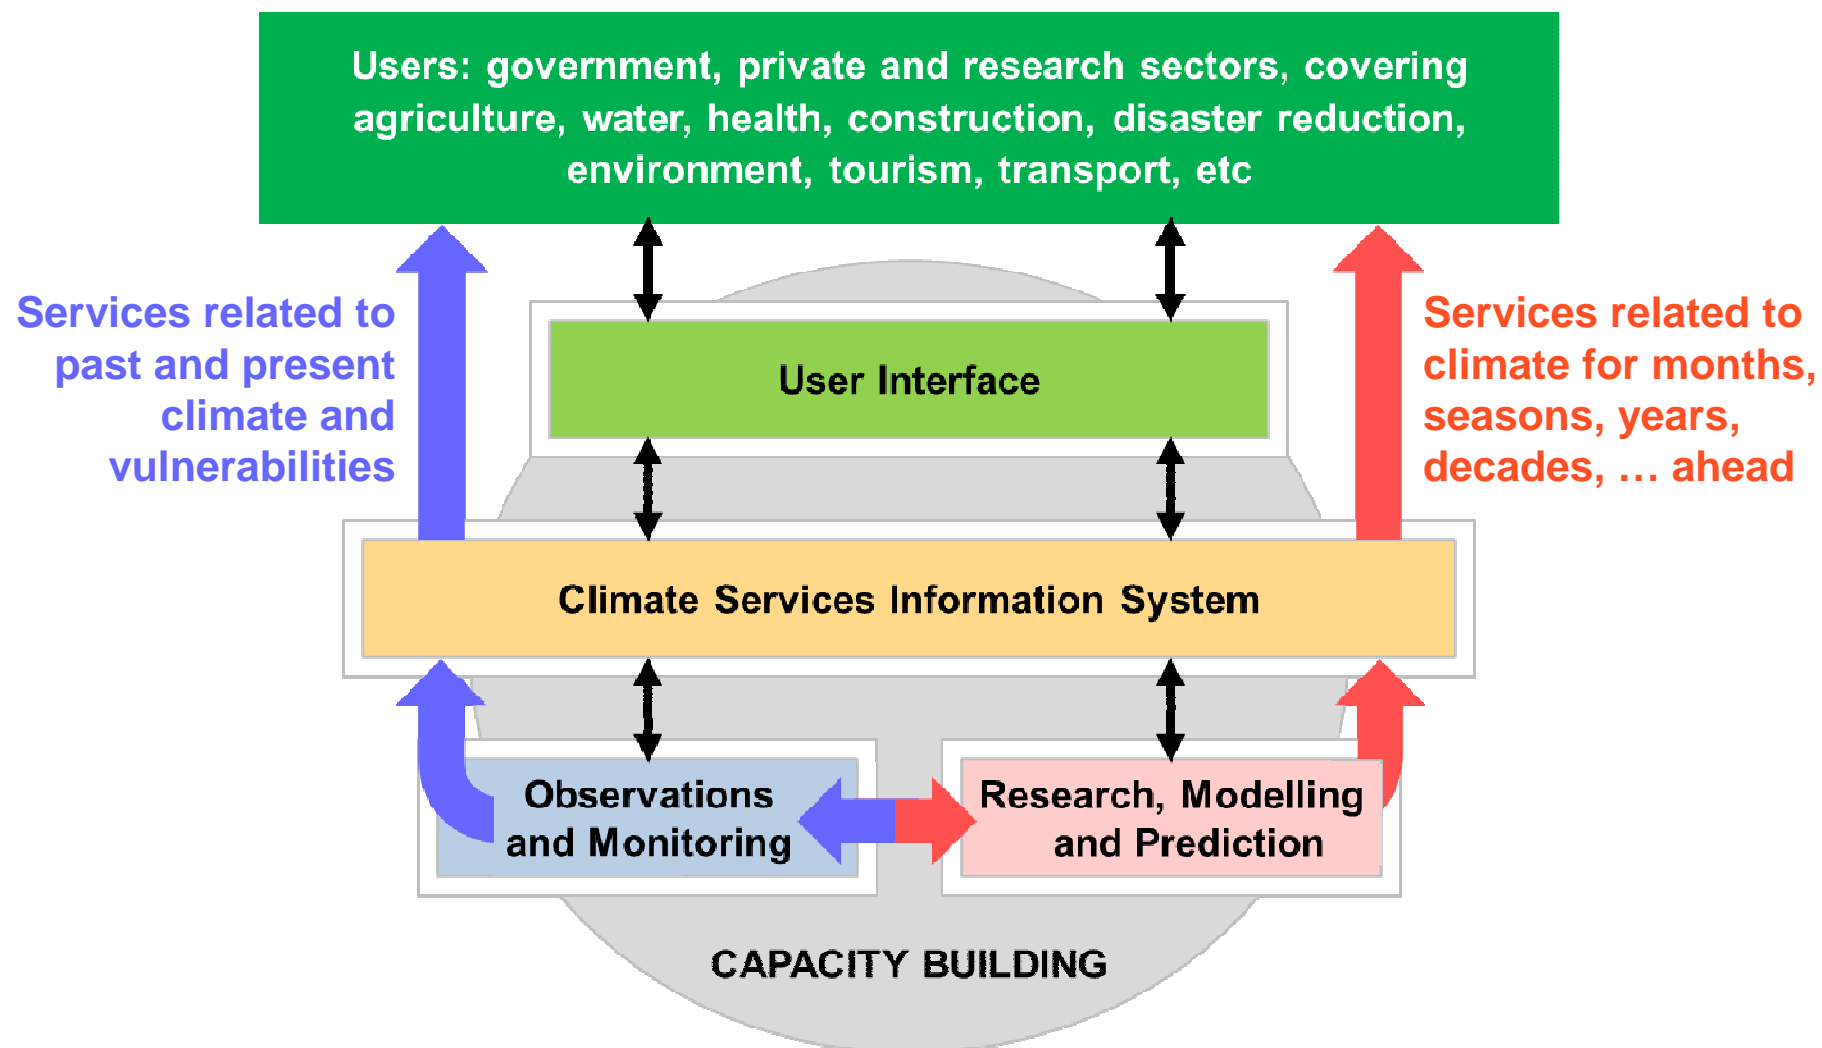 Users: government, private and research sectors, covering
agriculture, water, health, construction, disaster reduction,
environment, tourism, transport, etc
Services related to
past and present
climate and
vulnerabilities
User Interface
Services related to
climate for months,
seasons, years,
decades, … ahead
Climate Services Information System
Observations
and Monitoring
Research, Modelling
and Prediction
CAPACITY BUILDING